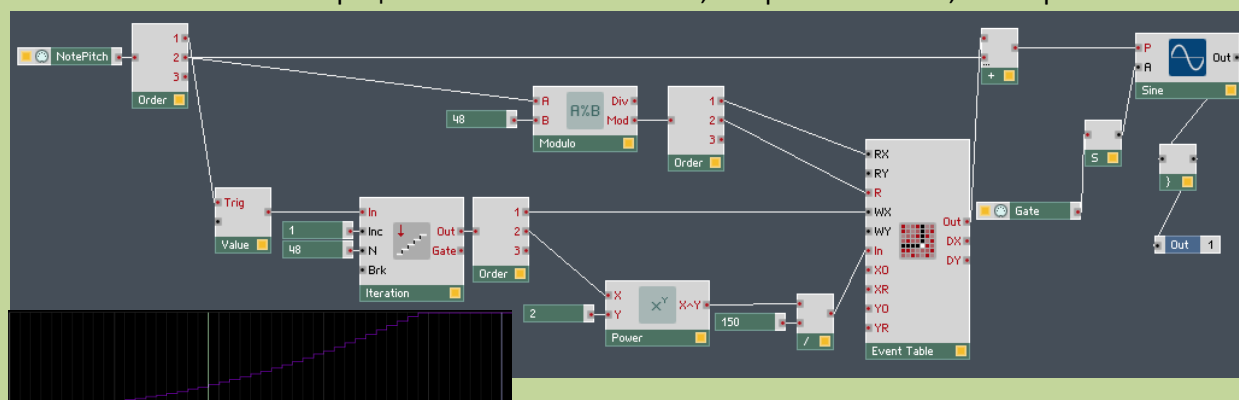 NotePitch
1
2
3
Order
48
A
B
A%B
Div
Mod
Modulo
1
2
3
Order
...
+
P
A
Out
Sine
S
Gate
}
Out 1
Trig
Value
1
48
In
Inc
N
Brk
Out
Gate
Iteration
1
2
3
Order
2
X
Y
X^Y
X^Y
Power
150
/
RX
RY
R
WX
WY
In
XO
XR
YO
YR
Out
DX
DY
Event Table